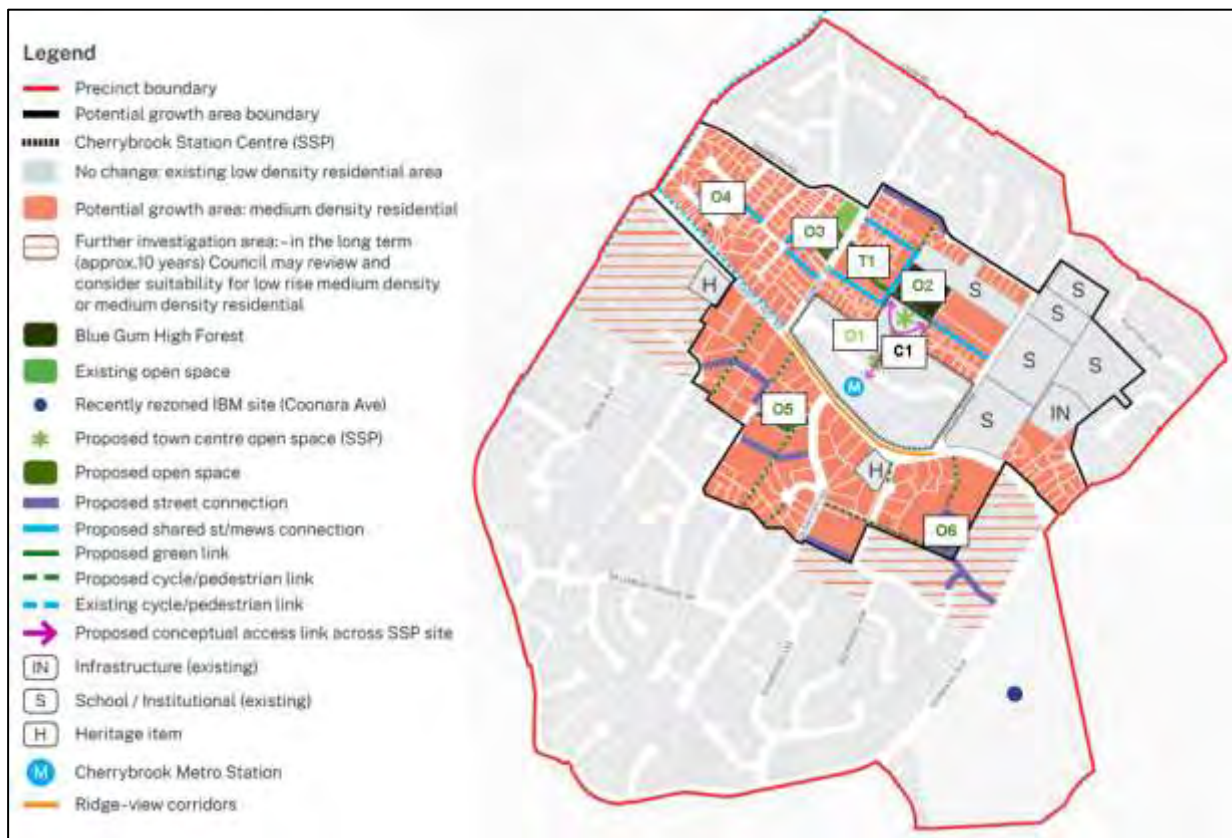 Legend
Precinct boundary
Potential growth area boundary
Cherrybrook Station Centre (SSP)
No change: existing low density residential area
Potential growth area: medium density residential
Further investigation area:-in the long term
(approx.10 years) Council may review and
consider suitability for low rise medium density
or medium density residential
Blue Gum High Forest
Existing open space
Recently rezoned IBM site (Coonara Ave)
Proposed town centre open space (SSP)
Proposed open space
Proposed street connection
Proposed shared st/mews connection
Proposed green link
Proposed cycle/pedestrian link
Existing cycle/pedestrian link
Proposed conceptual access link across SSP site
IN Infrastructure (existing)
S School / Institutional (existing)
H Heritage item
M Cherrybrook Metro Station
Ridge-view corridors
O4
O3
T1
O2
S
S
H
O1
C1
S
S
M
O5
S
IN
H
O6